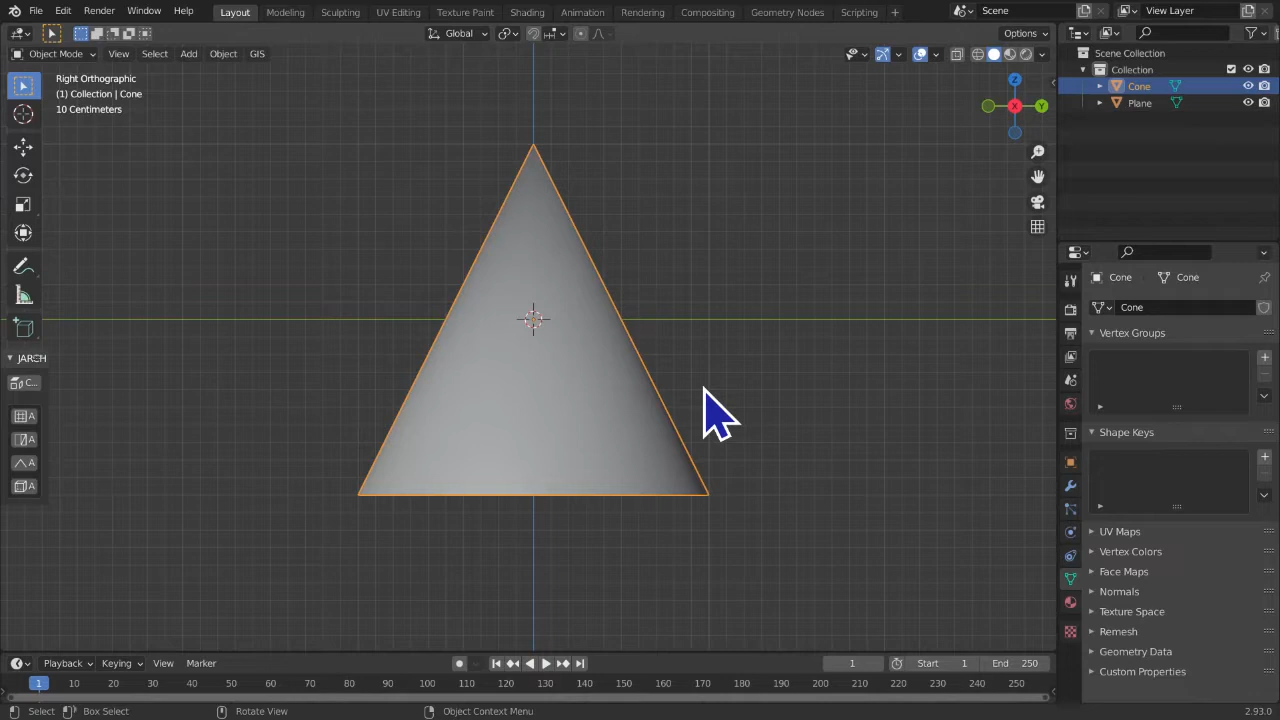 File Edit Render Window Help Layout Modeling Sculpting UV Editing Texture Paint Shading Animation Rendering Compositing Geometry Nodes Scripting + Scene View Layer
Global Options
Object Mode View Select Add Object GIS
Right Orthographic
(1) Collection | Cone
10 Centimeters
Z
X
Y
JARCH
C...
A
A
A
A
Scene Collection
Collection
Cone
Plane
Cone Cone
Cone
Vertex Groups
Shape Keys
UV Maps
Vertex Colors
Face Maps
Normals
Texture Space
Remesh
Geometry Data
Custom Properties
Playback Keying View Marker 1 Start 1 End 250
1 10 20 30 40 50 60 70 80 90 100 110 120 130 140 150 160 170 180 190 200 210 220 230 240 250
Select Box Select Rotate View Object Context Menu 2.93.0